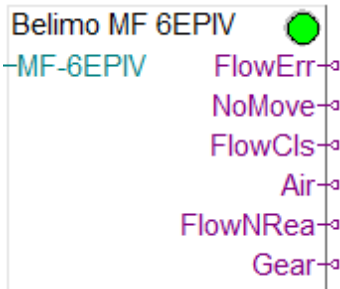 Belimo MF 6EPIV
MF-6EPIV FlowErr
NoMove
FlowCls
Air
FlowNRea
Gear